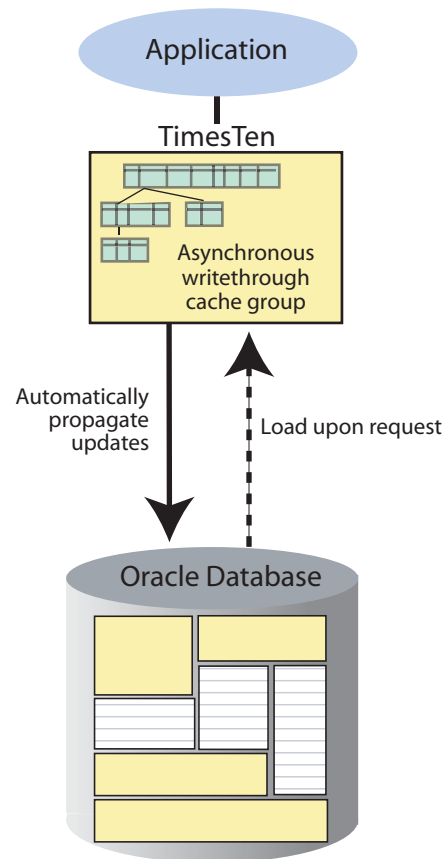 Application
TimesTen
Asynchronous
writethrough
cache group
Automatically
propagate
updates
Load upon request
Oracle Database